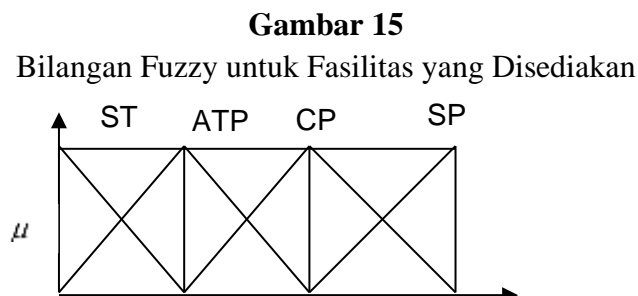 Gambar 15
Bilangan Fuzzy untuk Fasilitas yang Disediakan
ST ATP CP SP
μ